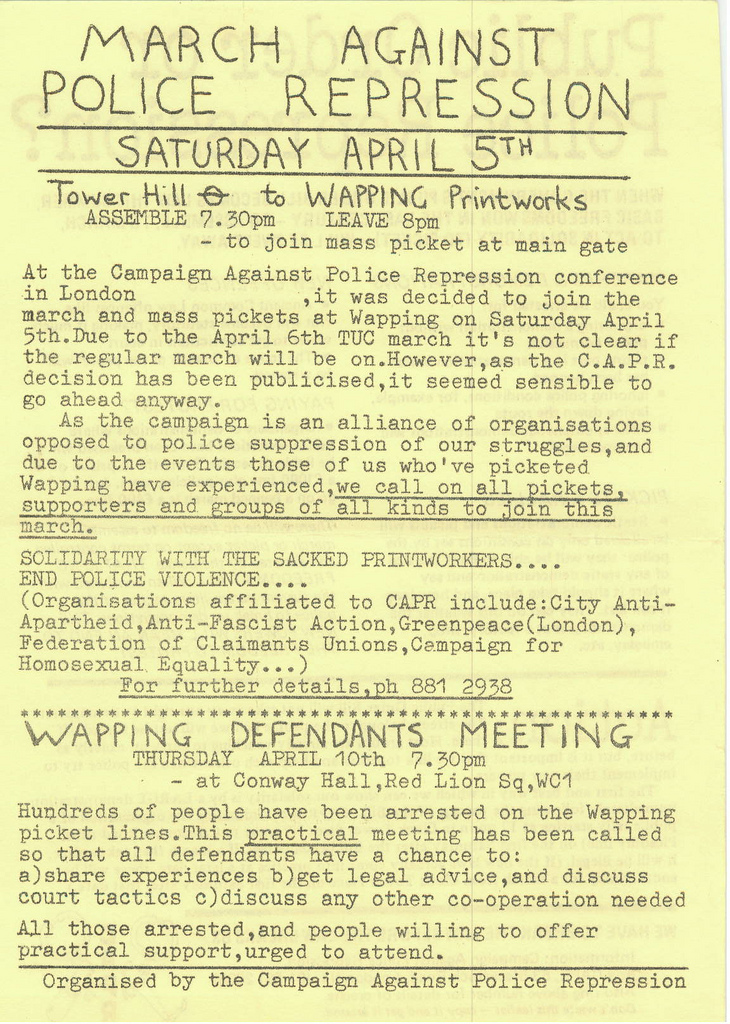 MARCH AGAINST
POLICE REPRESSION
SATURDAY APRIL 5TH
Tower Hill ⊖ to WAPPING Printworks
ASSEMBLE 7.30pm LEAVE 8pm
- to join mass picket at main gate
At the Campaign Against Police Repression conference
in London ,it was decided to join the
march and mass pickets at Wapping on Saturday April
5th.Due to the April 6th TUC march it's not clear if
the regular march will be on.However,as the C.A.P.R.
decision has been publicised,it seemed sensible to
go ahead anyway.
As the campaign is an alliance of organisations
opposed to police suppression of our struggles,and
due to the events those of us who've picketed
Wapping have experienced,we call on all pickets,
supporters and groups of all kinds to join this
march.
SOLIDARITY WITH THE SACKED PRINTWORKERS....
END POLICE VIOLENCE....
(Organisations affiliated to CAPR include:City Anti-
Apartheid,Anti-Fascist Action,Greenpeace(London),
Federation of Claimants Unions,Campaign for
Homosexual Equality...)
For further details,ph 881 2938
************************************************
WAPPING DEFENDANTS MEETING
THURSDAY APRIL 10th 7.30pm
- at Conway Hall,Red Lion Sq,WC1
Hundreds of people have been arrested on the Wapping
picket lines.This practical meeting has been called
so that all defendants have a chance to:
a)share experiences b)get legal advice,and discuss
court tactics c)discuss any other co-operation needed
All those arrested,and people willing to offer
practical support,urged to attend.
Organised by the Campaign Against Police Repression